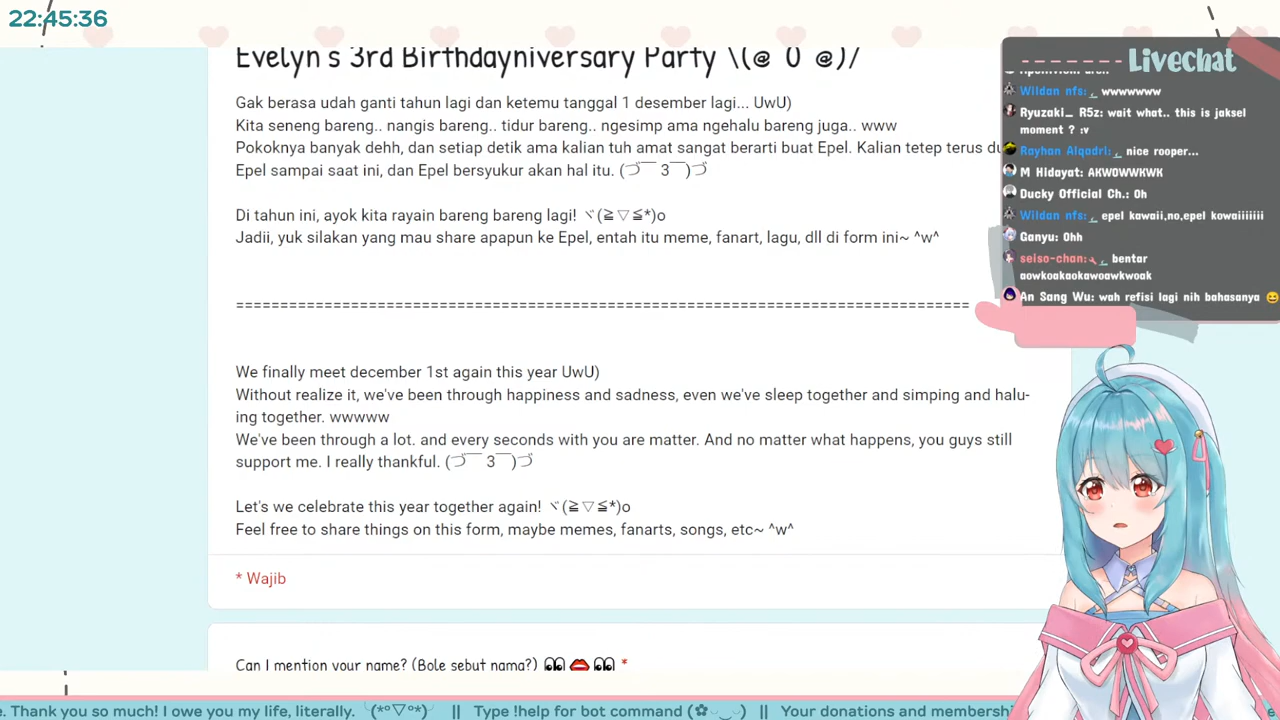 22:45:36
Evelyn's 3rd Birthdayniversary Party \(@ O @)/
Gak berasa udah ganti tahun lagi dan ketemu tanggal 1 desember lagi... UwU)
Kita seneng bareng.. nangis bareng.. tidur bareng.. ngesimp ama ngehalu bareng juga.. www
Pokoknya banyak dehh, dan setiap detik ama kalian tuh amat sangat berarti buat Epel. Kalian tetep terus du
Epel sampai saat ini, dan Epel bersyukur akan hal itu. (づ￣ 3￣)づ
Di tahun ini, ayok kita rayain bareng bareng lagi! ヾ(≧▽≦*)o
Jadii, yuk silakan yang mau share apapun ke Epel, entah itu meme, fanart, lagu, dll di form ini~ ^w^
===================================================================================
We finally meet december 1st again this year UwU)
Without realize it, we've been through happiness and sadness, even we've sleep together and simping and halu-
ing together. wwwww
We've been through a lot. and every seconds with you are matter. And no matter what happens, you guys still
support me. I really thankful. (づ￣ 3￣)づ
Let's we celebrate this year together again! ヾ(≧▽≦*)o
Feel free to share things on this form, maybe memes, fanarts, songs, etc~ ^w^
* Wajib
Can I mention your name? (Bole sebut nama?) 👀👄👀 *
LiveChat
Wildan nfs: wwwwwww
Ryuzaki_ R5z: wait what.. this is jaksel
moment ? :v
Rayhan Alqadri: nice rooper...
M Hidayat: AKWOWWKWK
Ducky Official Ch.: Oh
Wildan nfs: epel kawaii,no,epel kowaiiiiii
Ganyu: Ohh
seiso-chan: bentar
aowkoakaokawoawkwoak
An Sang Wu: wah refisi lagi nih bahasanya 😄
e. Thank you so much! I owe you my life, literally. ╰(*°▽°*)╯ || Type !help for bot command (✿◡‿◡) || Your donations and membershi